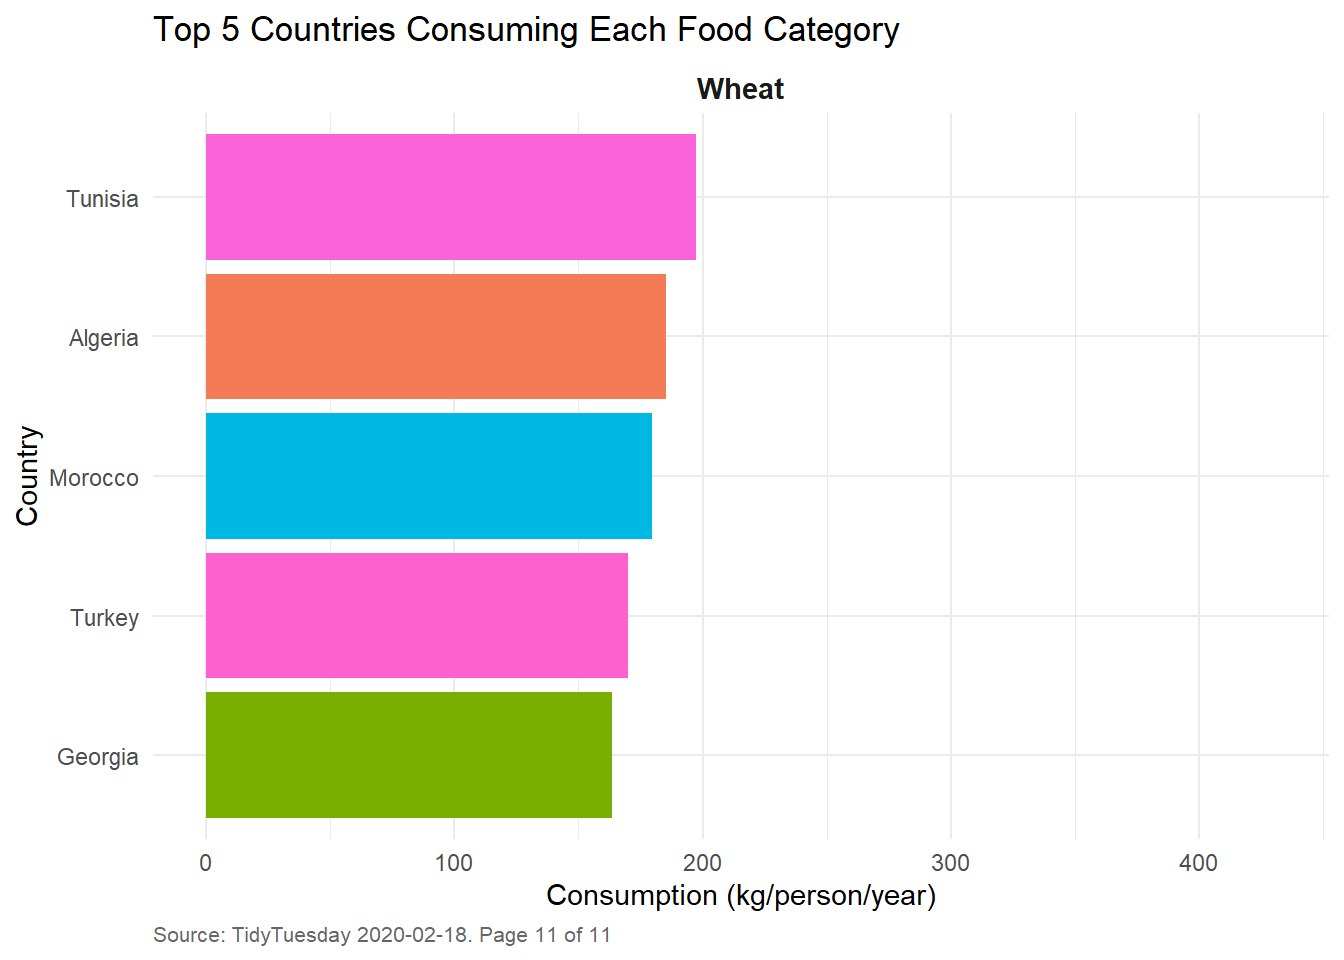 Top 5 Countries Consuming Each Food Category
Wheat
Tunisia
Algeria
Morocco
Turkey
Georgia
Country
0 100 200 300 400
Consumption (kg/person/year)
Source: TidyTuesday 2020-02-18. Page 11 of 11